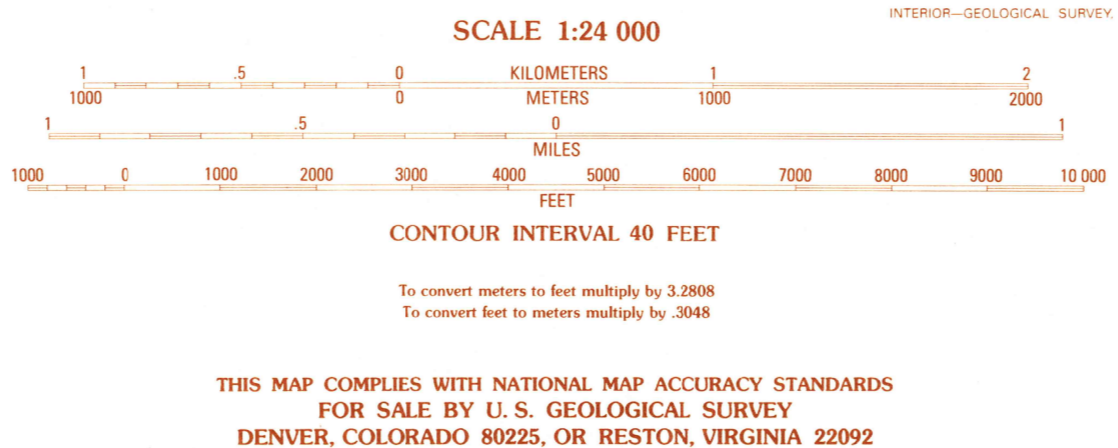 INTERIOR—GEOLOGICAL SURVEY,
SCALE 1:24 000
1 .5 0 KILOMETERS 1 2
1000 0 METERS 1000 2000
1 .5 0 1
MILES
1000 0 1000 2000 3000 4000 5000 6000 7000 8000 9000 10 000
FEET
CONTOUR INTERVAL 40 FEET
To convert meters to feet multiply by 3.2808
To convert feet to meters multiply by .3048
THIS MAP COMPLIES WITH NATIONAL MAP ACCURACY STANDARDS
FOR SALE BY U. S. GEOLOGICAL SURVEY
DENVER, COLORADO 80225, OR RESTON, VIRGINIA 22092